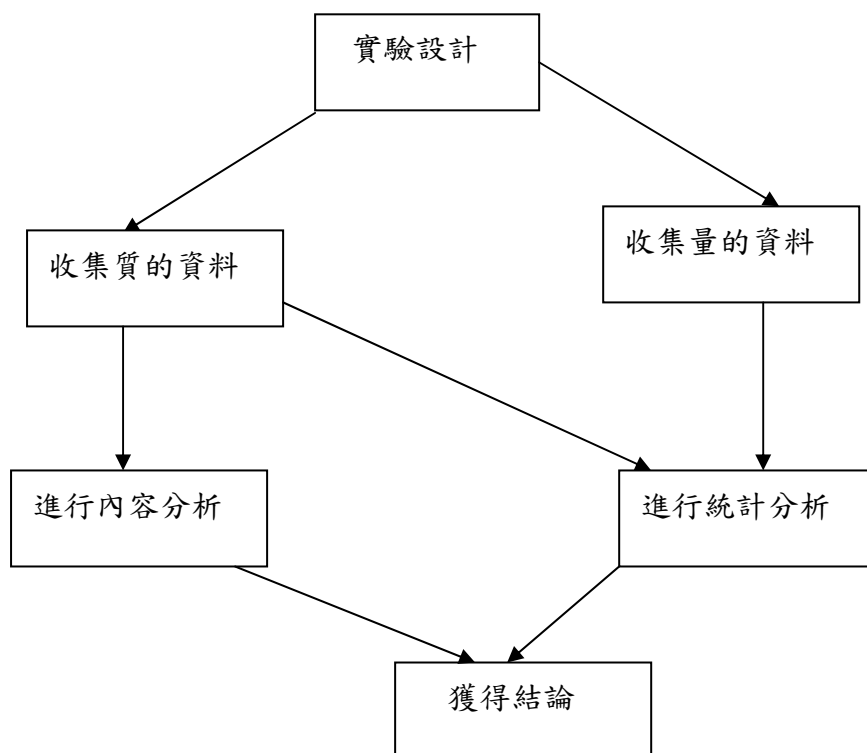 實驗設計
收集質的資料
收集量的資料
進行內容分析
進行統計分析
獲得結論